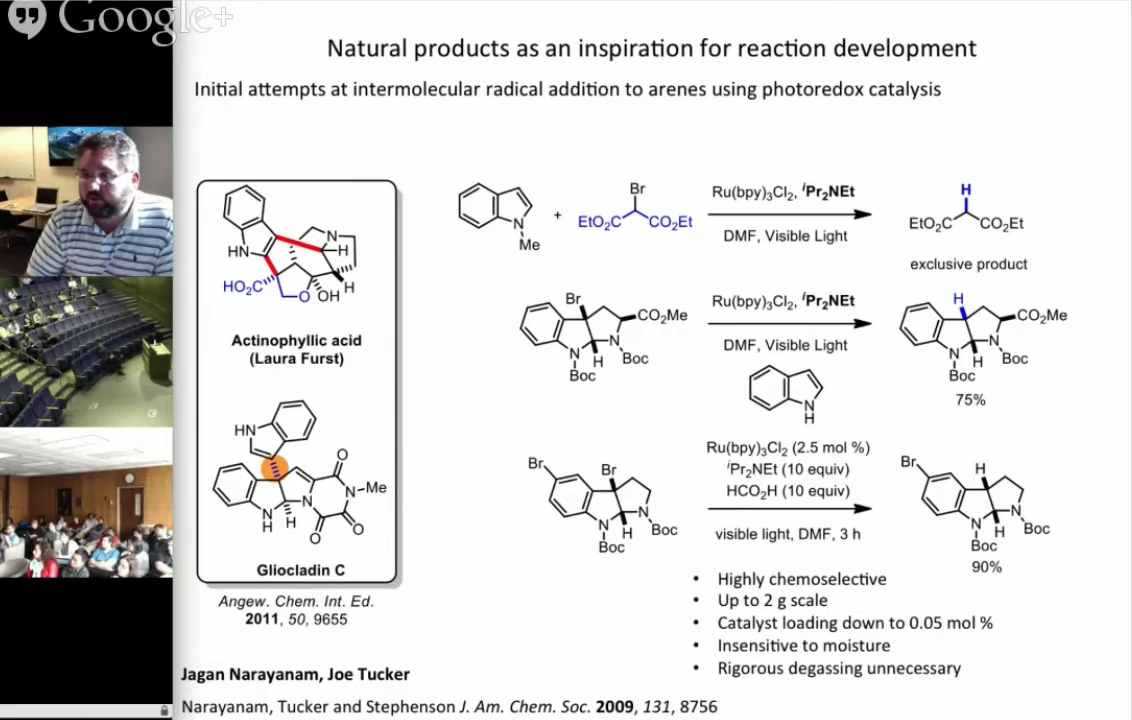 Google+
Natural products as an inspiration for reaction development
Initial attempts at intermolecular radical addition to arenes using photoredox catalysis
HN
N
H
HO₂C
O
OH
H
Actinophyllic acid
(Laura Furst)
HN
O
N-Me
N
N
H
H
O
O
Gliocladin C
Angew. Chem. Int. Ed.
2011, 50, 9655
N
Me
+
Br
EtO₂C
CO₂Et
Ru(bpy)₃Cl₂, ⁱPr₂NEt
DMF, Visible Light
H
EtO₂C
CO₂Et
exclusive product
Br
CO₂Me
N
N
H
Boc
Boc
Ru(bpy)₃Cl₂, ⁱPr₂NEt
DMF, Visible Light
N
H
H
CO₂Me
N
N
H
Boc
Boc
75%
Br
Br
N
N
H
Boc
Boc
Ru(bpy)₃Cl₂ (2.5 mol %)
ⁱPr₂NEt (10 equiv)
HCO₂H (10 equiv)
visible light, DMF, 3 h
Br
H
N
N
H
Boc
Boc
90%
• Highly chemoselective
• Up to 2 g scale
• Catalyst loading down to 0.05 mol %
• Insensitive to moisture
• Rigorous degassing unnecessary
Jagan Narayanam, Joe Tucker
Narayanam, Tucker and Stephenson J. Am. Chem. Soc. 2009, 131, 8756